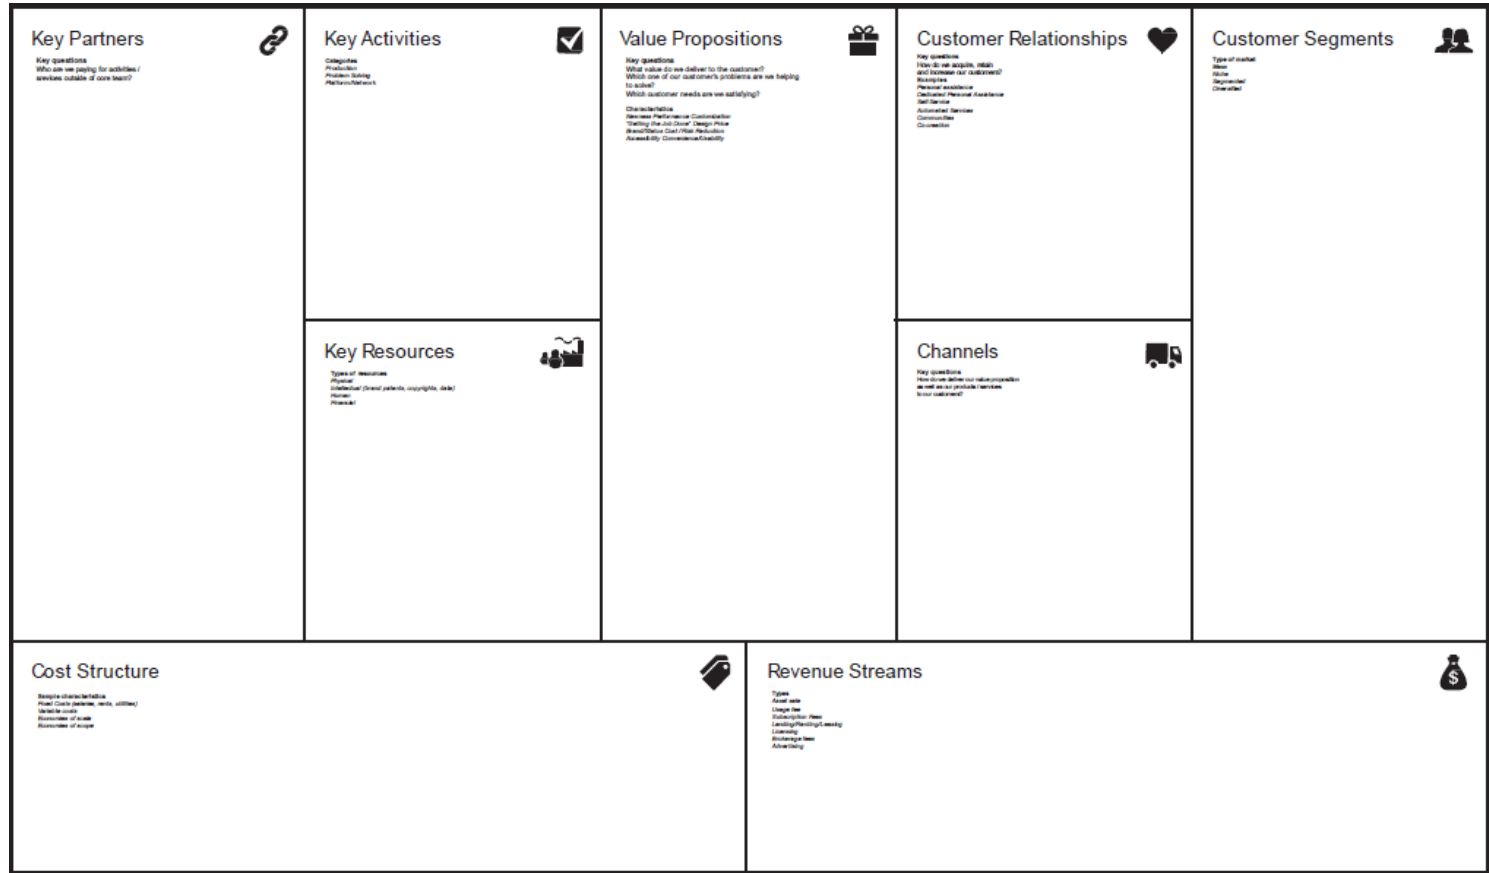 Key Partners
Key questions
Who are we paying for activities /
services outside of core team?
Key Activities
Categories
Production
Problem Solving
Platform/Network
Key Resources
Types of resources
Physical
Intellectual (brand patents, copyrights, data)
Human
Financial
Value Propositions
Key questions
What value do we deliver to the customer?
Which one of our customer's problems are we helping
to solve?
Which customer needs are we satisfying?
Characteristics
Newness Performance Customization
"Getting the Job Done" Design Price
Brand/Status Cost / Risk Reduction
Accessibility Convenience/Usability
Customer Relationships
Key questions
How do we acquire, retain
and increase our customers?
Examples
Personal assistance
Dedicated Personal Assistance
Self Service
Automated Services
Communities
Co-creation
Channels
Key questions
How do we deliver our value proposition
as well as our products / services
to our customers?
Customer Segments
Type of market
Mass
Niche
Segmented
Diversified
Cost Structure
Sample characteristics
Fixed Costs (salaries, rents, utilities)
Variable costs
Economies of scale
Economies of scope
Revenue Streams
Types
Asset sale
Usage fee
Subscription Fees
Lending/Renting/Leasing
Licensing
Brokerage fees
Advertising
$